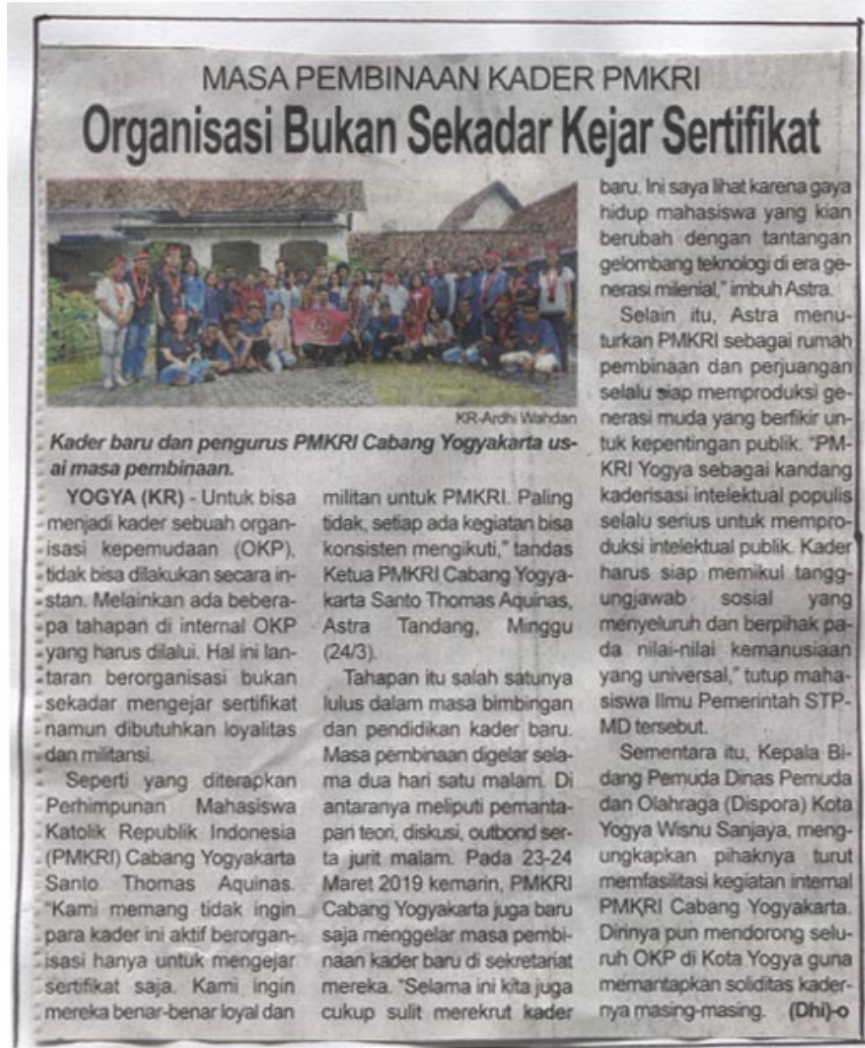 MASA PEMBINAAN KADER PMKRI
Organisasi Bukan Sekadar Kejar Sertifikat
KR-Ardhi Wahdan
Kader baru dan pengurus PMKRI Cabang Yogyakarta us-
ai masa pembinaan.
YOGYA (KR) - Untuk bisa
menjadi kader sebuah organ-
isasi kepemudaan (OKP),
tidak bisa dilakukan secara in-
stan. Melainkan ada bebera-
pa tahapan di internal OKP
yang harus dilalui. Hal ini lan-
taran berorganisasi bukan
sekadar mengejar sertifikat
namun dibutuhkan loyalitas
dan militansi.
Seperti yang diterapkan
Perhimpunan Mahasiswa
Katolik Republik Indonesia
(PMKRI) Cabang Yogyakarta
Santo Thomas Aquinas.
"Kami memang tidak ingin
para kader ini aktif berorgan-
isasi hanya untuk mengejar
sertifikat saja. Kami ingin
mereka benar-benar loyal dan
militan untuk PMKRI. Paling
tidak, setiap ada kegiatan bisa
konsisten mengikuti," tandas
Ketua PMKRI Cabang Yogya-
karta Santo Thomas Aquinas,
Astra Tandang, Minggu
(24/3).
Tahapan itu salah satunya
lulus dalam masa bimbingan
dan pendidikan kader baru.
Masa pembinaan digelar sela-
ma dua hari satu malam. Di
antaranya meliputi pemanta-
pan teori, diskusi, outbond ser-
ta jurit malam. Pada 23-24
Maret 2019 kemarin, PMKRI
Cabang Yogyakarta juga baru
saja menggelar masa pembi-
naan kader baru di sekretariat
mereka. "Selama ini kita juga
cukup sulit merekrut kader
baru. Ini saya lihat karena gaya
hidup mahasiswa yang kian
berubah dengan tantangan
gelombang teknologi di era ge-
nerasi milenial," imbuh Astra.
Selain itu, Astra menu-
turkan PMKRI sebagai rumah
pembinaan dan perjuangan
selalu siap memproduksi ge-
nerasi muda yang berfikir un-
tuk kepentingan publik. "PM-
KRI Yogya sebagai kandang
kaderisasi intelektual populis
selalu serius untuk mempro-
duksi intelektual publik. Kader
harus siap memikul tangg-
ungjawab sosial yang
menyeluruh dan berpihak pa-
da nilai-nilai kemanusiaan
yang universal," tutup maha-
siswa Ilmu Pemerintah STP-
MD tersebut.
Sementara itu, Kepala Bi-
dang Pemuda Dinas Pemuda
dan Olahraga (Dispora) Kota
Yogya Wisnu Sanjaya, meng-
ungkapkan pihaknya turut
memfasilitasi kegiatan internal
PMKRI Cabang Yogyakarta.
Dirinya pun mendorong selu-
ruh OKP di Kota Yogya guna
memantapkan soliditas kader-
nya masing-masing. (Dhi)-o